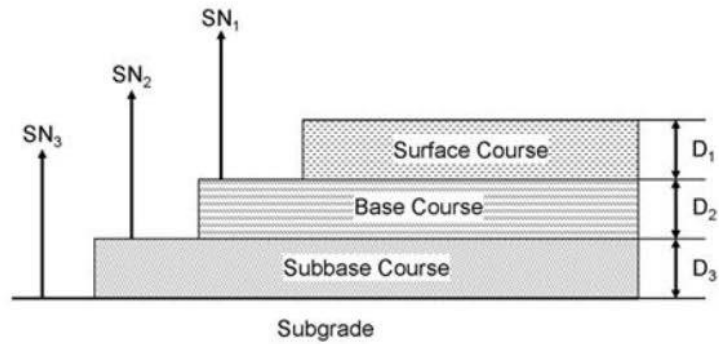 SN₁
SN₂
SN₃
Surface Course
D₁
Base Course
D₂
Subbase Course
D₃
Subgrade